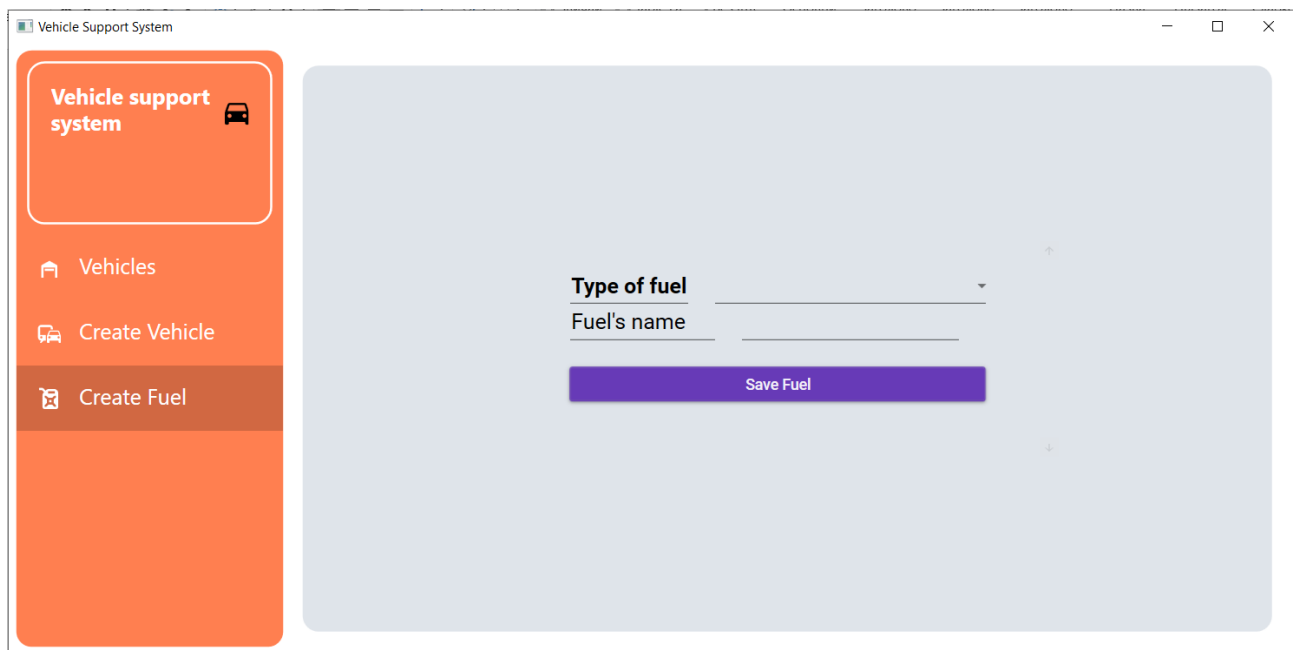 Vehicle Support System
Vehicle support
system
Vehicles
Create Vehicle
Create Fuel
Type of fuel
Fuel's name
Save Fuel